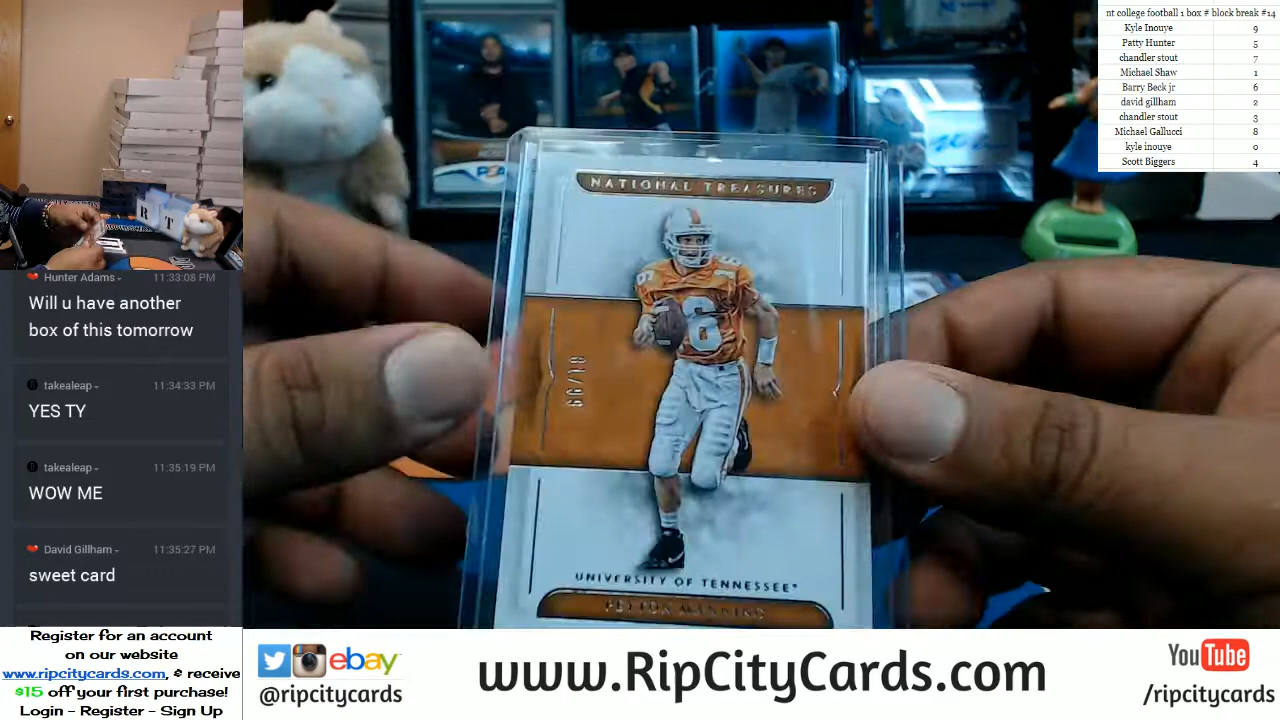 nt college football 1 box # block break #14
Kyle Inouye 9
Patty Hunter 5
chandler stout 7
Michael Shaw 1
Barry Beck jr 6
david gillham 2
chandler stout 3
Michael Gallucci 8
kyle inouye 0
Scott Biggers 4
R T
Hunter Adams 11:33:08 PM
Will u have another
box of this tomorrow
takealeap 11:34:33 PM
YES TY
takealeap 11:35:19 PM
WOW ME
David Gillham 11:35:27 PM
sweet card
NATIONAL TREASURES
16
UNIVERSITY OF TENNESSEE
PEYTON MANNING
Register for an account
on our website
www.ripcitycards.com, & receive
$15 off your first purchase!
Login - Register - Sign Up
ebay
@ripcitycards
www.RipCityCards.com
YouTube
/ripcitycards